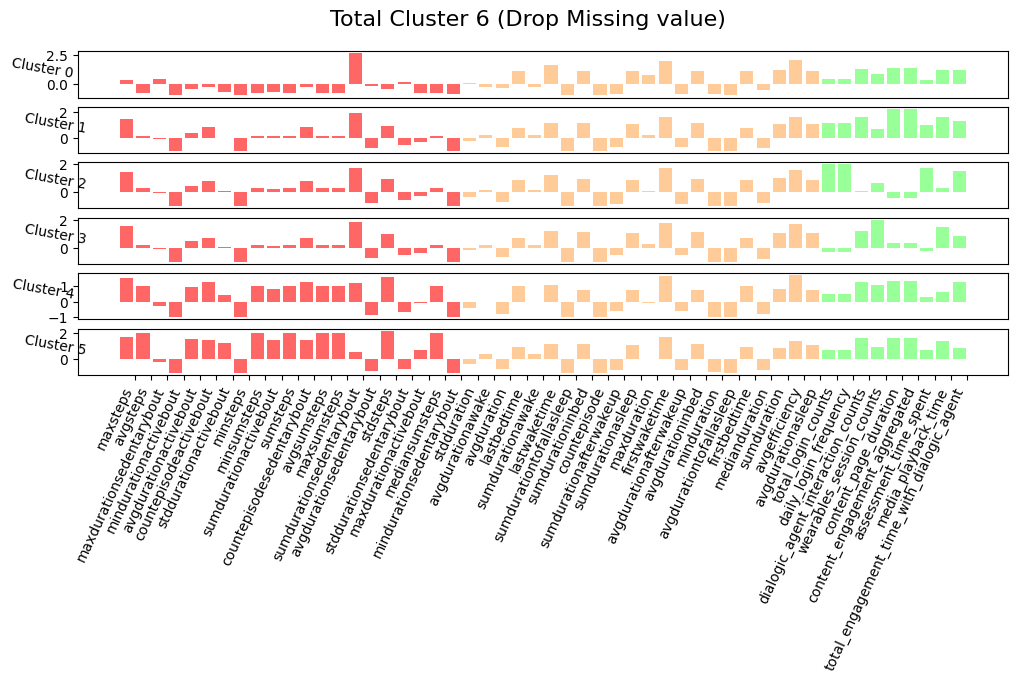 Total Cluster 6 (Drop Missing value)
Cluster 0
2.5
0.0
Cluster 1
2
0
Cluster 2
2
0
Cluster 3
2
0
Cluster 4
1
0
−1
Cluster 5
2
0
maxsteps
avgsteps
maxdurationsedentarybout
mindurationactivebout
avgdurationactivebout
countepisodeactivebout
stddurationactivebout
minsteps
minsumsteps
sumsteps
sumdurationactivebout
countepisodesedentarybout
avgsumsteps
maxsumsteps
sumdurationsedentarybout
avgdurationsedentarybout
stdsteps
stddurationsedentarybout
maxdurationactivebout
mediansumsteps
mindurationsedentarybout
stdduration
avgdurationawake
avgduration
lastbedtime
sumdurationawake
lastwaketime
sumdurationtofallasleep
sumdurationinbed
countepisode
sumdurationafterwakeup
sumdurationasleep
maxduration
firstwaketime
avgdurationafterwakeup
avgdurationinbed
minduration
avgdurationtofallasleep
firstbedtime
medianduration
sumduration
avgefficiency
avgdurationasleep
total_login_counts
daily_login_frequency
dialogic_agent_interaction_counts
wearables_session_counts
content_page_duration
content_engagement_aggregated
assessment_time_spent
media_playback_time
total_engagement_time_with_dialogic_agent